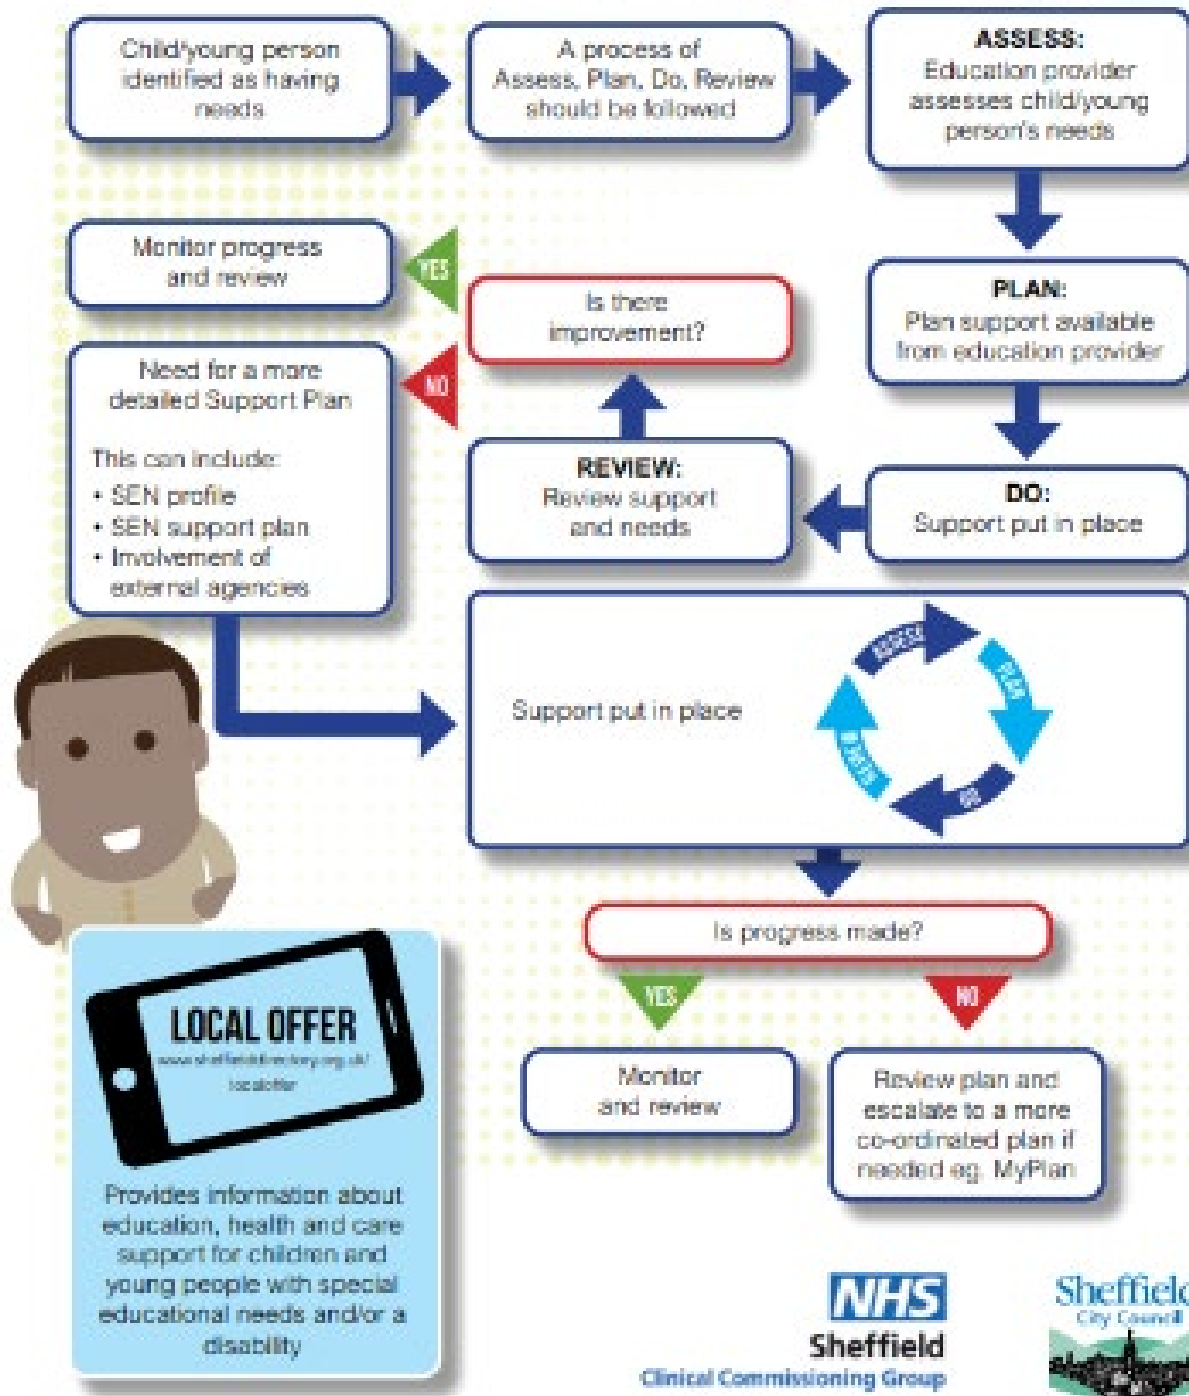 Child/young person
identified as having
needs
A process of
Assess, Plan, Do, Review
should be followed
ASSESS:
Education provider
assesses child/young
person's needs
PLAN:
Plan support available
from education provider
DO:
Support put in place
REVIEW:
Review support
and needs
Is there
improvement?
YES
Monitor progress
and review
NO
Need for a more
detailed Support Plan
This can include:
• SEN profile
• SEN support plan
• Involvement of
external agencies
Support put in place
ASSESS
PLAN
DO
REVIEW
Is progress made?
YES
NO
Monitor
and review
Review plan and
escalate to a more
co-ordinated plan if
needed eg. MyPlan
LOCAL OFFER
www.sheffielddirectory.org.uk/
localoffer
Provides information about
education, health and care
support for children and
young people with special
educational needs and/or a
disability
NHS
Sheffield
Clinical Commissioning Group
Sheffield
City Council